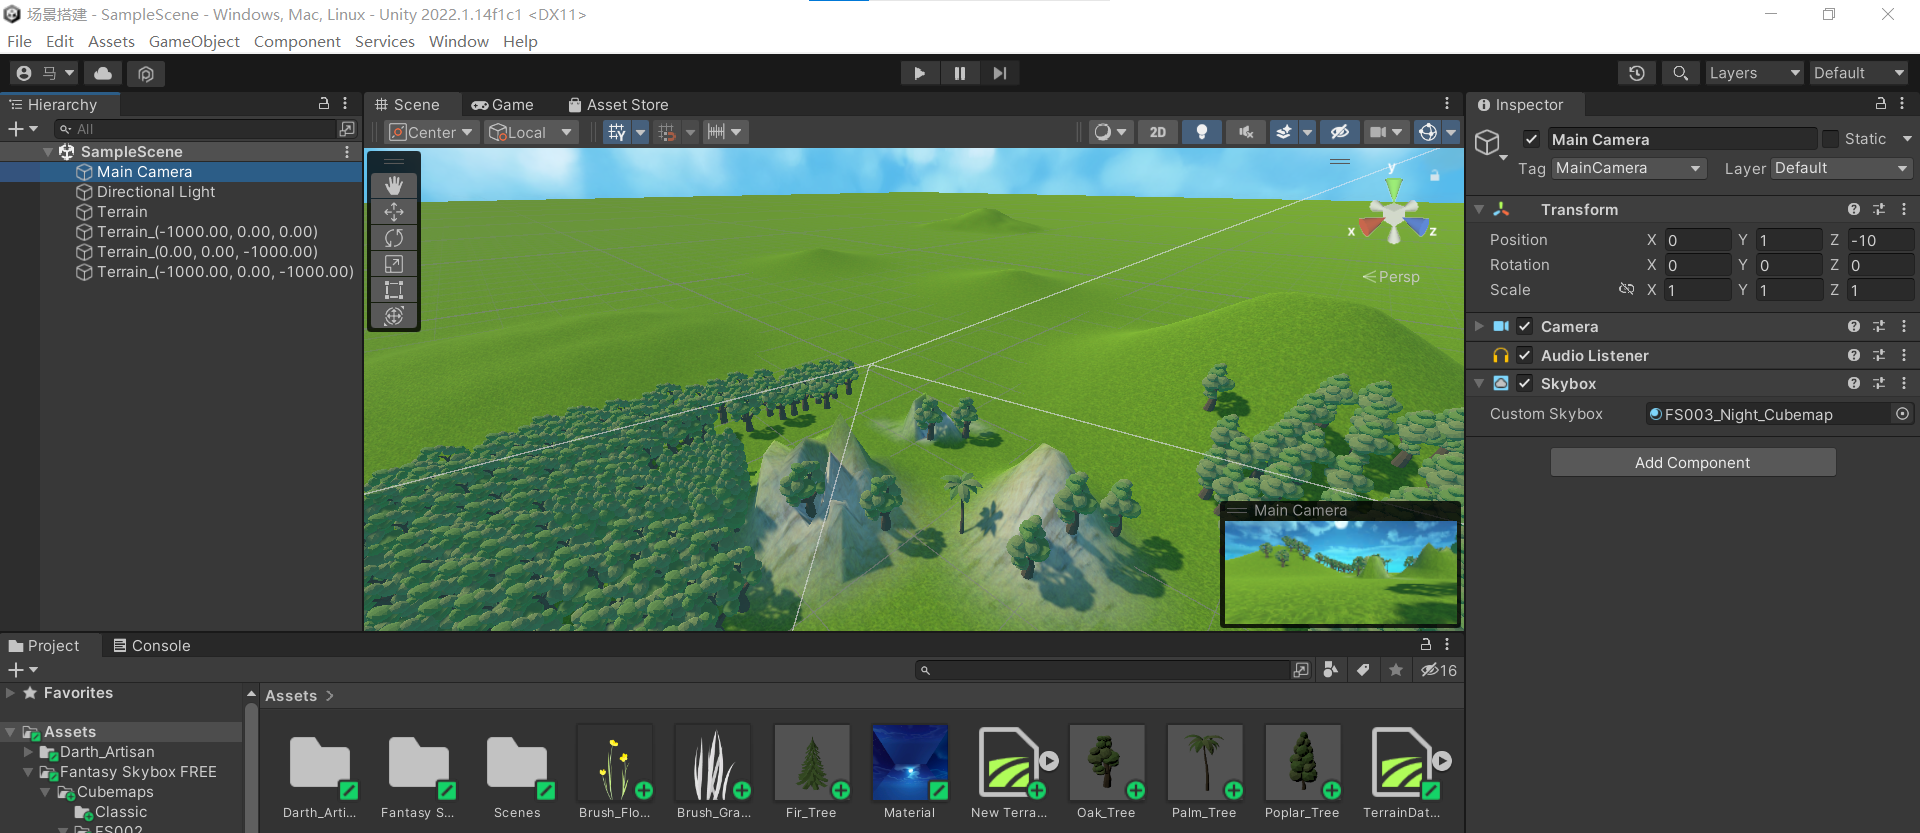 场景搭建 - SampleScene - Windows, Mac, Linux - Unity 2022.1.14f1c1 <DX11>
File Edit Assets GameObject Component Services Window Help
马 Layers Default
Hierarchy
All
SampleScene
Main Camera
Directional Light
Terrain
Terrain_(-1000.00, 0.00, 0.00)
Terrain_(0.00, 0.00, -1000.00)
Terrain_(-1000.00, 0.00, -1000.00)
Scene Game Asset Store
Center Local 2D
y
x z
Persp
Main Camera
Inspector
Main Camera Static
Tag MainCamera Layer Default
Transform
Position X 0 Y 1 Z -10
Rotation X 0 Y 0 Z 0
Scale X 1 Y 1 Z 1
Camera
Audio Listener
Skybox
Custom Skybox FS003_Night_Cubemap
Add Component
Project Console
16
Favorites
Assets
Darth_Artisan
Fantasy Skybox FREE
Cubemaps
Classic
FS002
Assets
Darth_Arti... Fantasy S... Scenes Brush_Flo... Brush_Gra... Fir_Tree Material New Terra... Oak_Tree Palm_Tree Poplar_Tree TerrainDat...